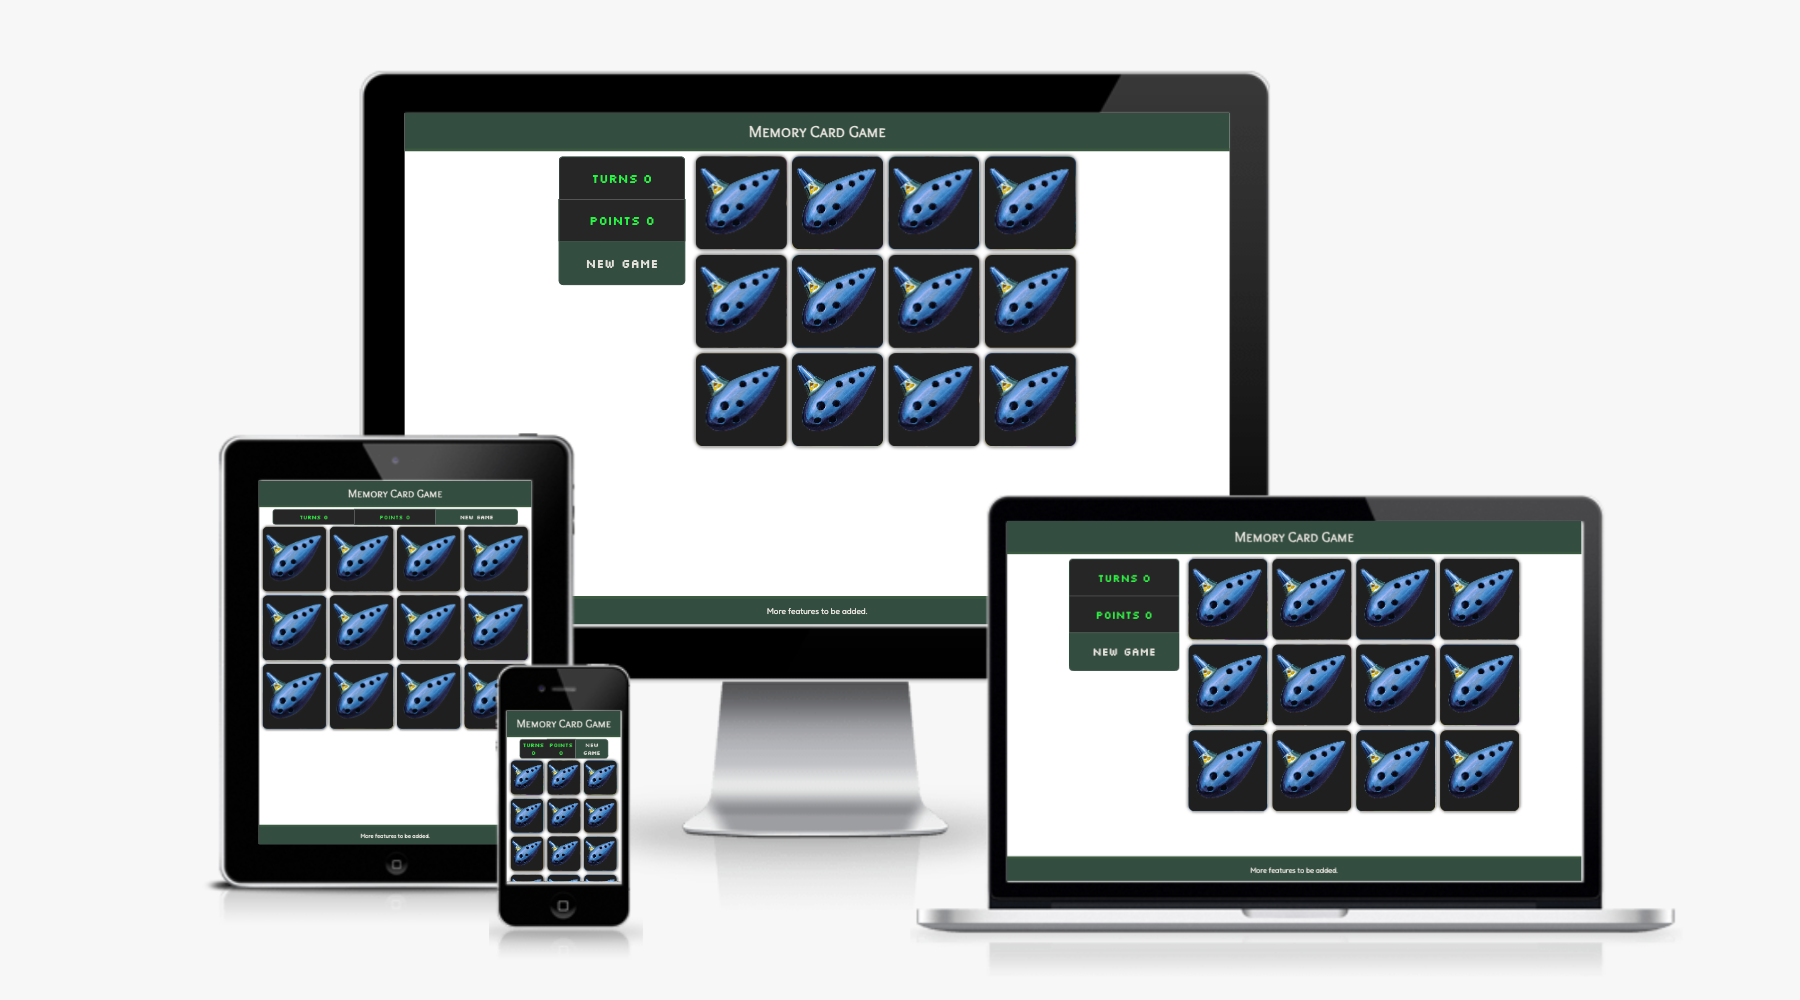 Memory Card Game
TURNS 0
POINTS 0
NEW GAME
More features to be added.
Memory Card Game
TURNS 0
POINTS 0
NEW GAME
More features to be added.
Memory Card Game
TURNS
0
POINTS
0
NEW
GAME
Memory Card Game
TURNS 0
POINTS 0
NEW GAME
More features to be added.